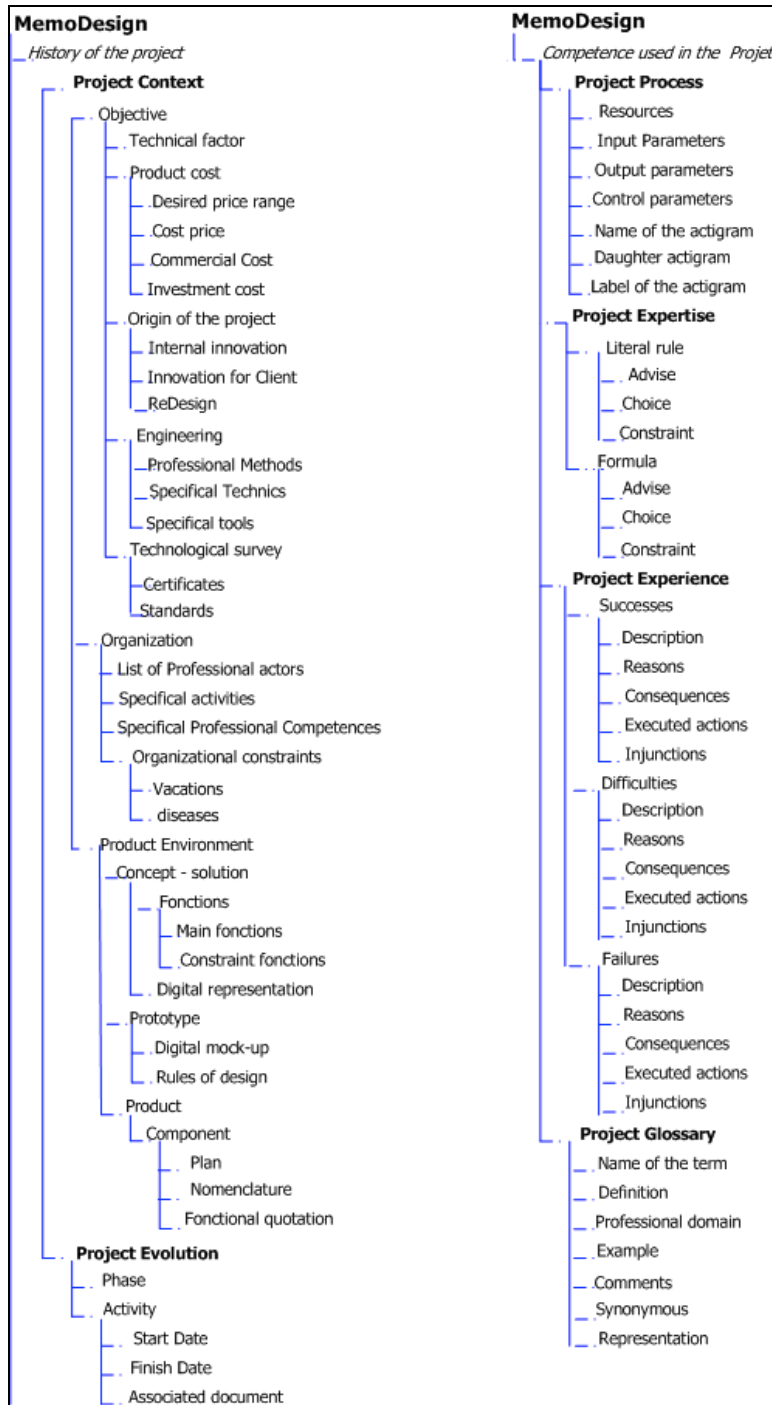 MemoDesign
History of the project
Project Context
Objective
Technical factor
Product cost
Desired price range
Cost price
Commercial Cost
Investment cost
Origin of the project
Internal innovation
Innovation for Client
ReDesign
Engineering
Professional Methods
Specifical Technics
Specifical tools
Technological survey
Certificates
Standards
Organization
List of Professional actors
Specifical activities
Specifical Professional Competences
Organizational constraints
Vacations
diseases
Product Environment
Concept - solution
Fonctions
Main fonctions
Constraint fonctions
Digital representation
Prototype
Digital mock-up
Rules of design
Product
Component
Plan
Nomenclature
Fonctional quotation
Project Evolution
Phase
Activity
Start Date
Finish Date
Associated document
MemoDesign
Competence used in the Projet
Project Process
Resources
Input Parameters
Output parameters
Control parameters
Name of the actigram
Daughter actigram
Label of the actigram
Project Expertise
Literal rule
Advise
Choice
Constraint
Formula
Advise
Choice
Constraint
Project Experience
Successes
Description
Reasons
Consequences
Executed actions
Injunctions
Difficulties
Description
Reasons
Consequences
Executed actions
Injunctions
Failures
Description
Reasons
Consequences
Executed actions
Injunctions
Project Glossary
Name of the term
Definition
Professional domain
Example
Comments
Synonymous
Representation